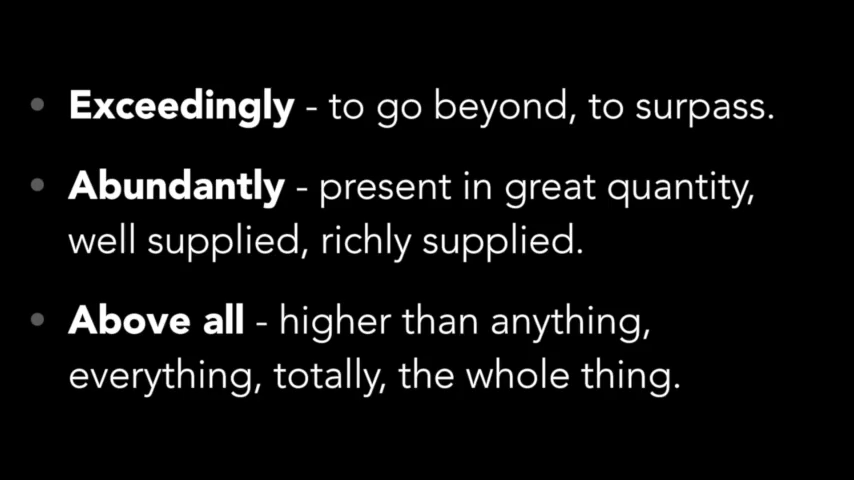 • Exceedingly - to go beyond, to surpass.
• Abundantly - present in great quantity,
well supplied, richly supplied.
• Above all - higher than anything,
everything, totally, the whole thing.